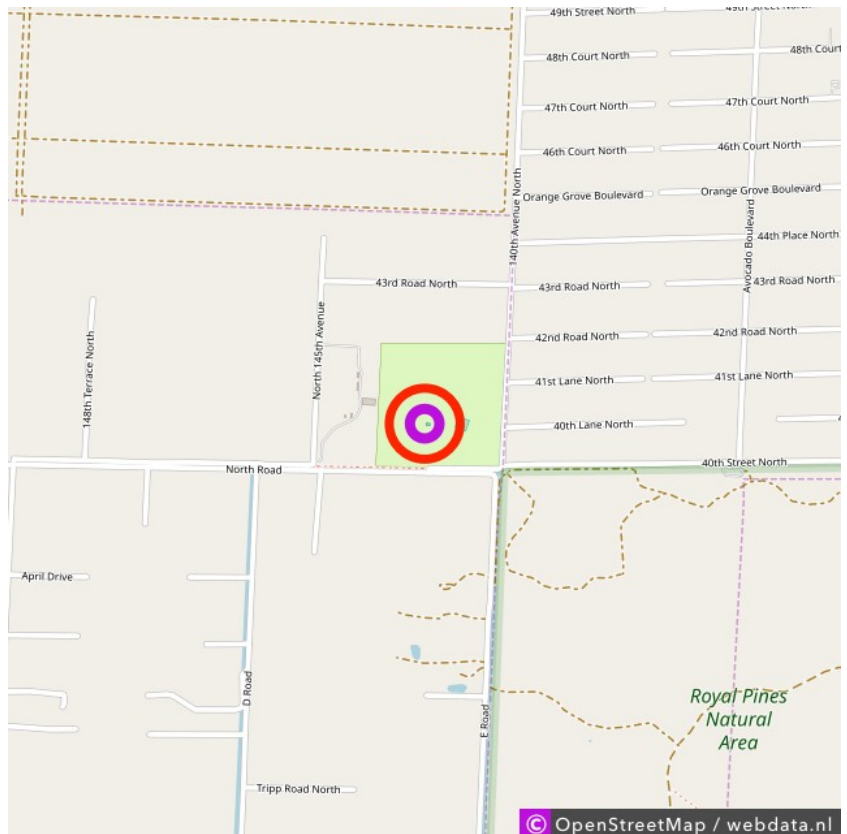 49th Street North
49th Street North
48th Court North
48th Court
47th Court North
47th Court North
46th Court North
46th Court North
140th Avenue North
Orange Grove Boulevard
Orange Grove Boulevard
Avocado Boulevard
44th Place North
43rd Road North
43rd Road North
43rd Road North
North 145th Avenue
148th Terrace North
42nd Road North
42nd Road North
41st Lane North
41st Lane North
40th Lane North
4
North Road
40th Street North
April Drive
D Road
E Road
Royal Pines
Natural
Area
Tripp Road North
© OpenStreetMap / webdata.nl